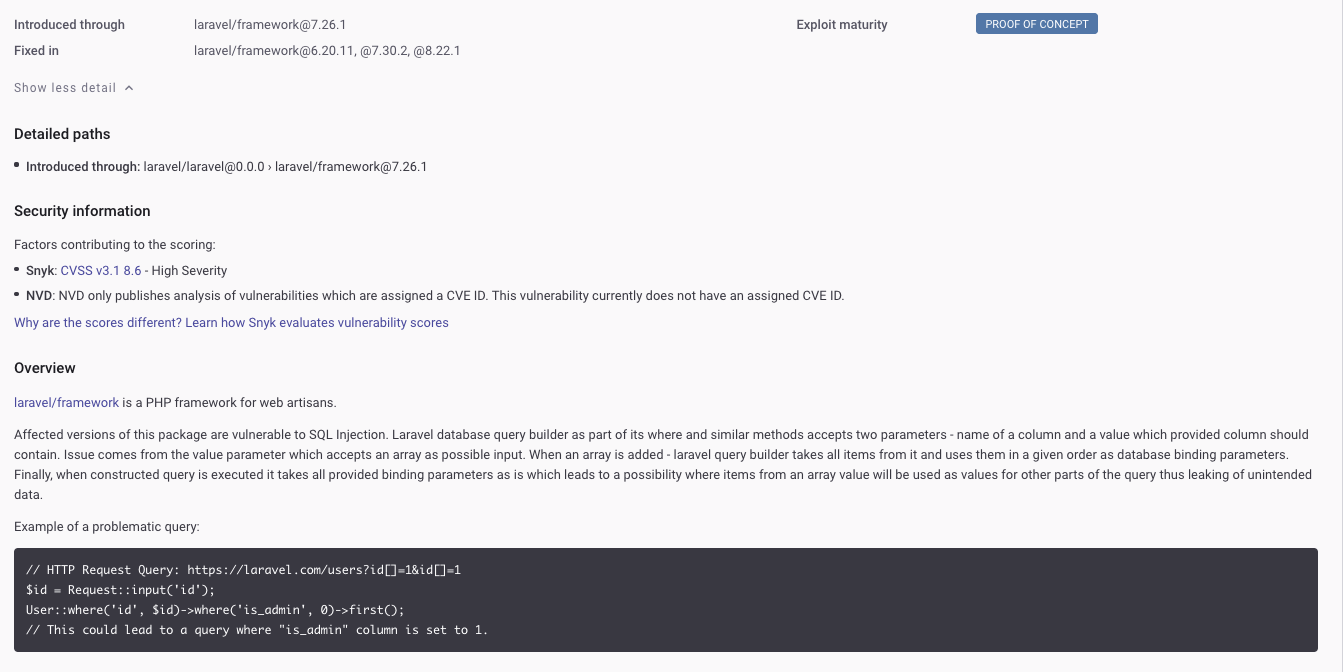 Introduced through laravel/framework@7.26.1 Exploit maturity PROOF OF CONCEPT
Fixed in laravel/framework@6.20.11, @7.30.2, @8.22.1
Show less detail
Detailed paths
• Introduced through: laravel/laravel@0.0.0 › laravel/framework@7.26.1
Security information
Factors contributing to the scoring:
• Snyk: CVSS v3.1 8.6 - High Severity
• NVD: NVD only publishes analysis of vulnerabilities which are assigned a CVE ID. This vulnerability currently does not have an assigned CVE ID.
Why are the scores different? Learn how Snyk evaluates vulnerability scores
Overview
laravel/framework is a PHP framework for web artisans.
Affected versions of this package are vulnerable to SQL Injection. Laravel database query builder as part of its where and similar methods accepts two parameters - name of a column and a value which provided column should
contain. Issue comes from the value parameter which accepts an array as possible input. When an array is added - laravel query builder takes all items from it and uses them in a given order as database binding parameters.
Finally, when constructed query is executed it takes all provided binding parameters as is which leads to a possibility where items from an array value will be used as values for other parts of the query thus leaking of unintended
data.
Example of a problematic query:
// HTTP Request Query: https://laravel.com/users?id[]=1&id[]=1
$id = Request::input('id');
User::where('id', $id)->where('is_admin', 0)->first();
// This could lead to a query where "is_admin" column is set to 1.